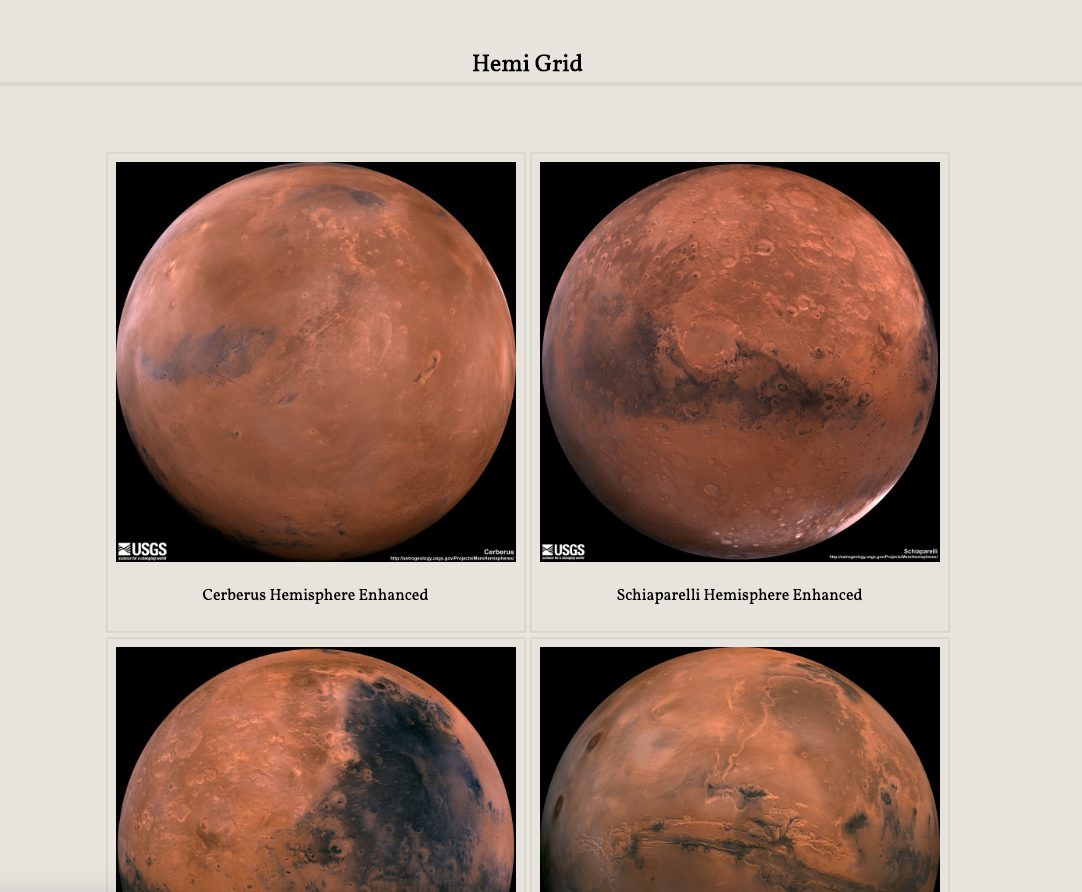 Hemi Grid
USGS
science for a changing world
Cerberus
http://astrogeology.usgs.gov/Projects/MarsHemispheres/
USGS
science for a changing world
Schiaparelli
http://astrogeology.usgs.gov/Projects/MarsHemispheres/
Cerberus Hemisphere Enhanced
Schiaparelli Hemisphere Enhanced